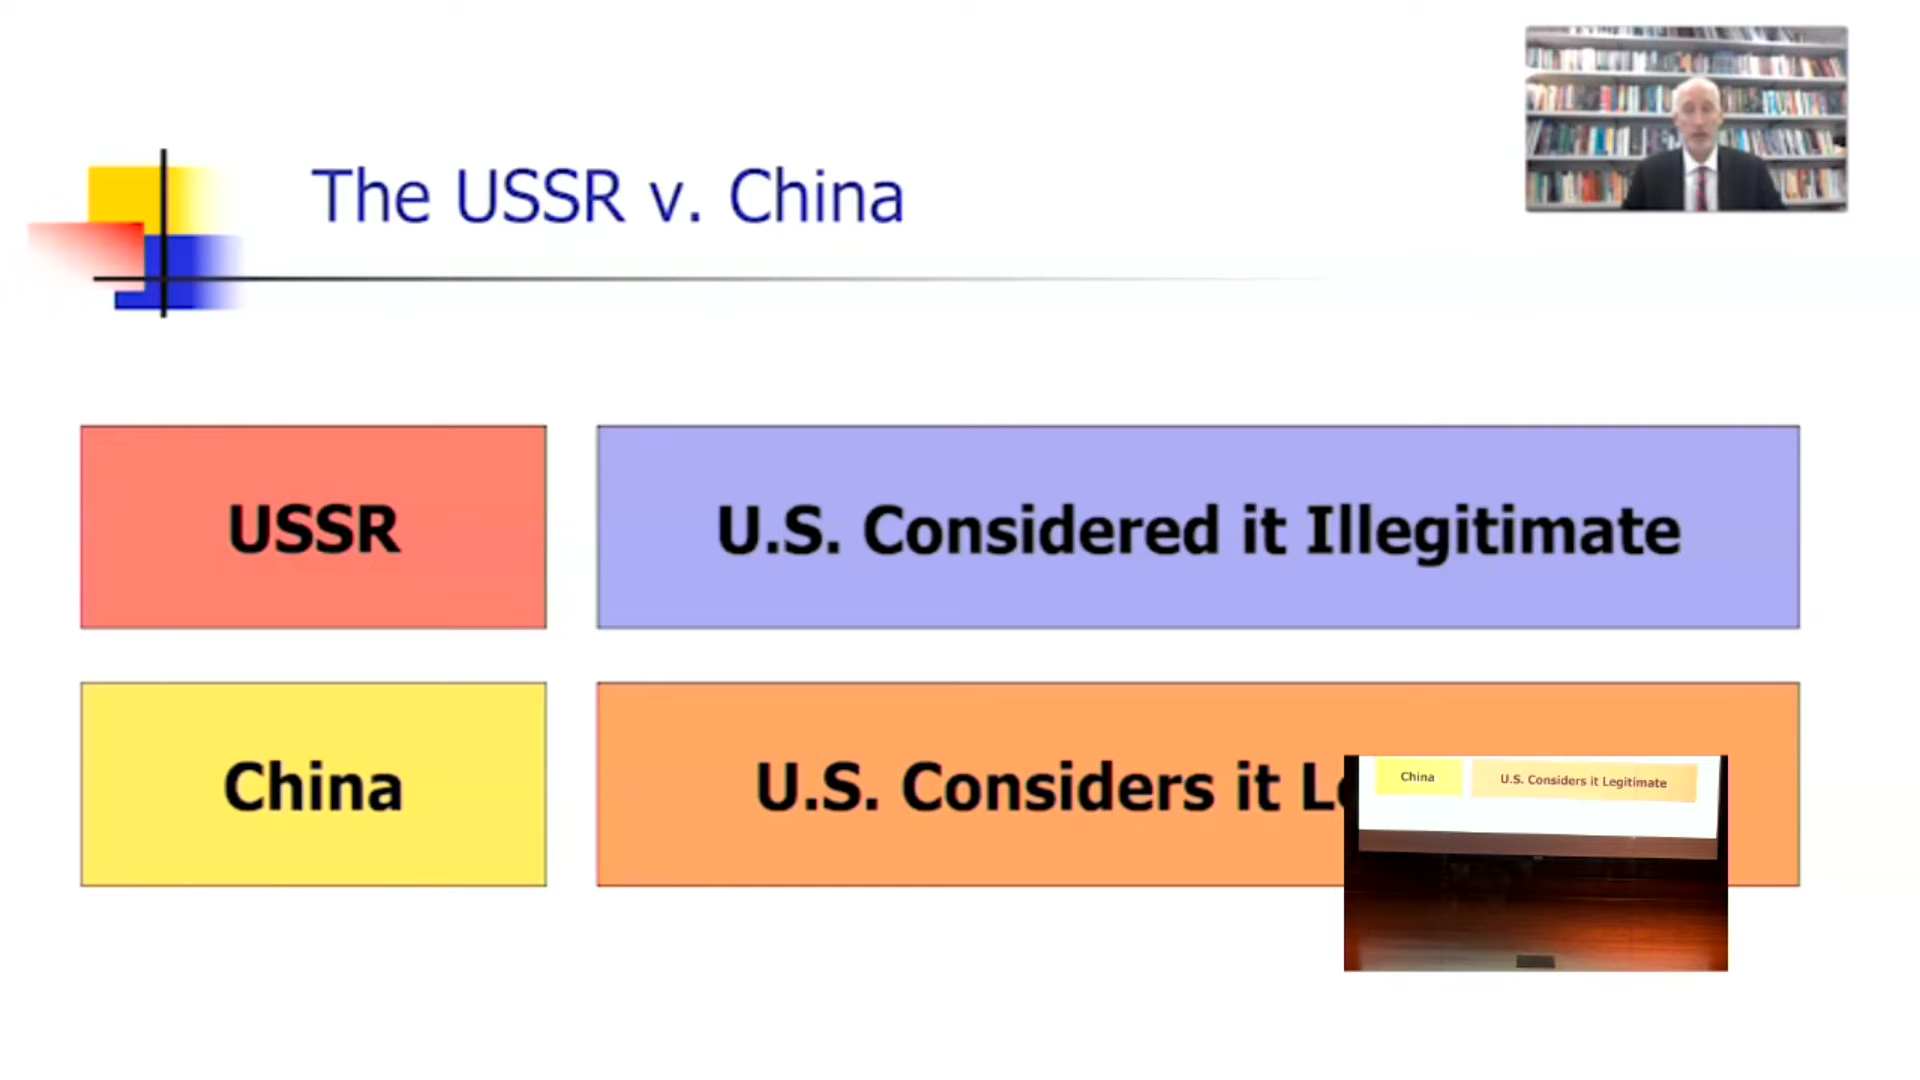 The USSR v. China
USSR
U.S. Considered it Illegitimate
China
U.S. Considers it L
China
U.S. Considers it Legitimate